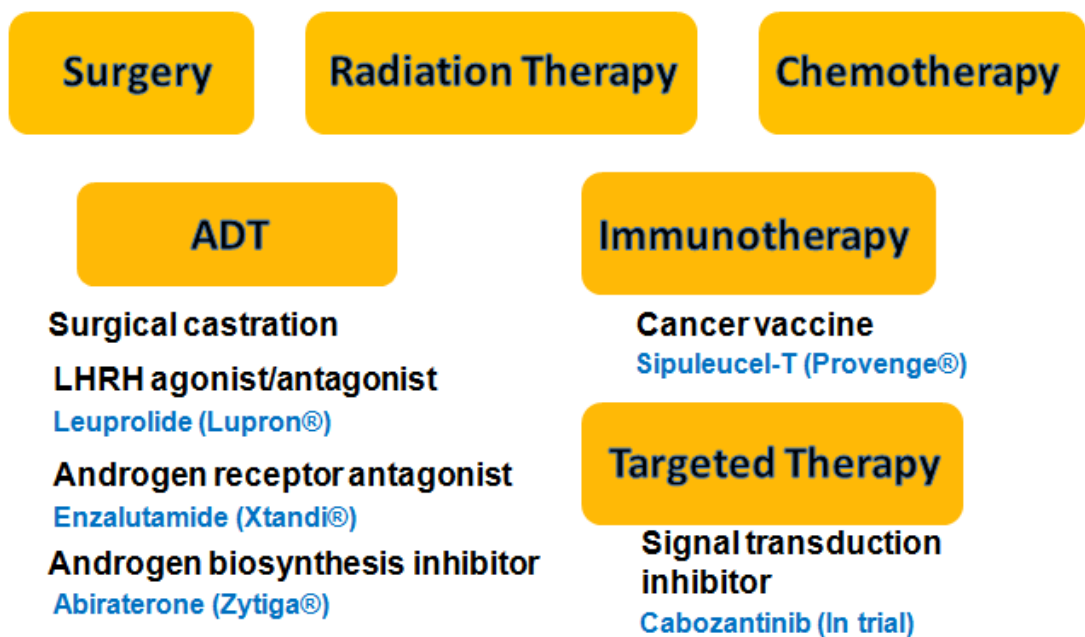 Surgery
Radiation Therapy
Chemotherapy
ADT
Surgical castration
LHRH agonist/antagonist
Leuprolide (Lupron®)
Androgen receptor antagonist
Enzalutamide (Xtandi®)
Androgen biosynthesis inhibitor
Abiraterone (Zytiga®)
Immunotherapy
Cancer vaccine
Sipuleucel-T (Provenge®)
Targeted Therapy
Signal transduction
inhibitor
Cabozantinib (In trial)